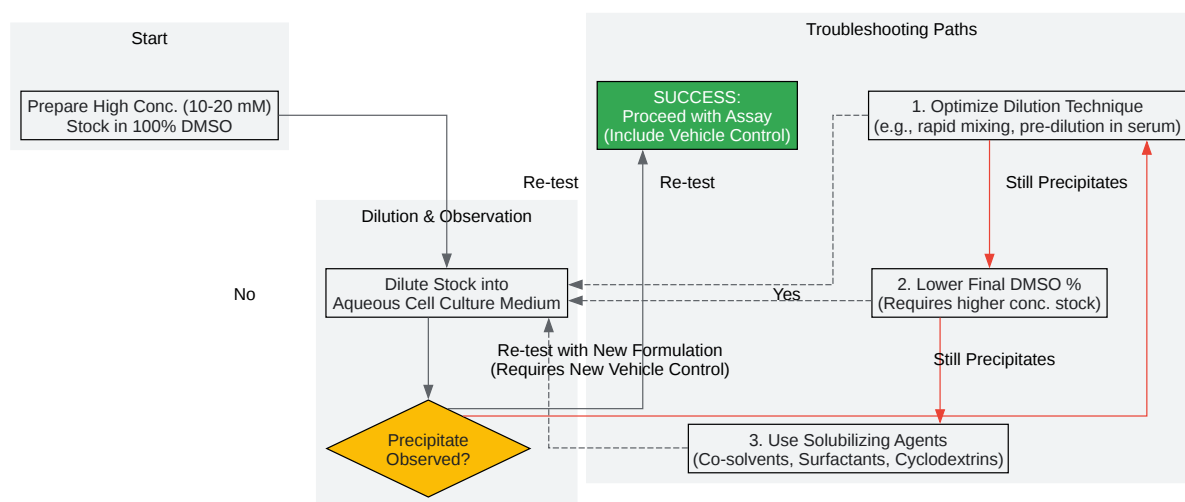 Start
Troubleshooting Paths
Prepare High Conc. (10-20 mM)
Stock in 100% DMSO
SUCCESS:
Proceed with Assay
(Include Vehicle Control)
1. Optimize Dilution Technique
(e.g., rapid mixing, pre-dilution in serum)
Re-test
Re-test
Still Precipitates
Dilution & Observation
No
Dilute Stock into
Aqueous Cell Culture Medium
Yes
2. Lower Final DMSO %
(Requires higher conc. stock)
Re-test with New Formulation
(Requires New Vehicle Control)
Still Precipitates
Precipitate
Observed?
3. Use Solubilizing Agents
(Co-solvents, Surfactants, Cyclodextrins)